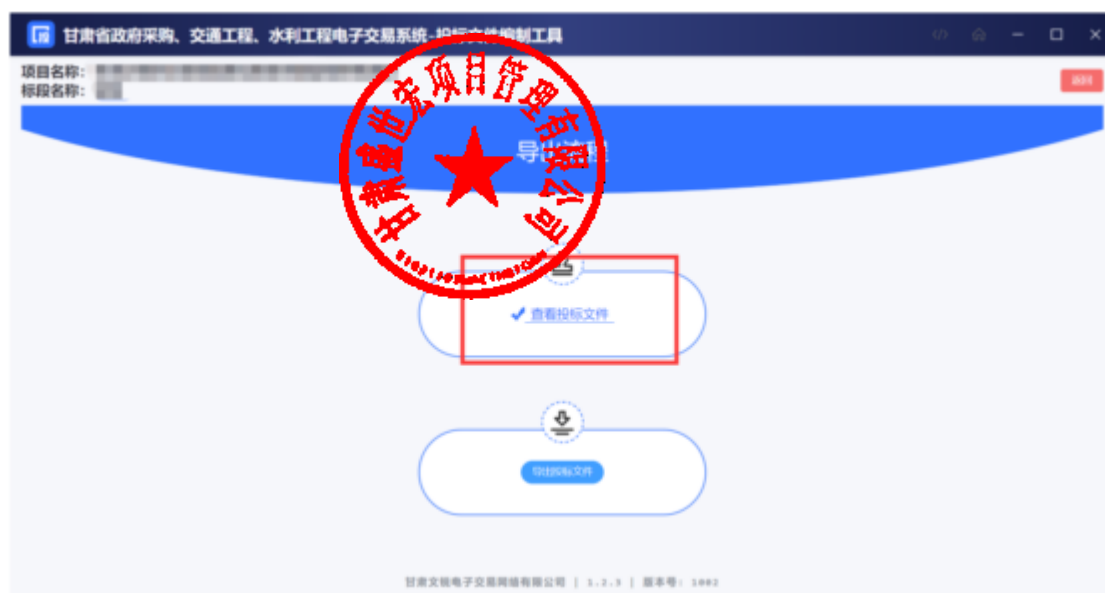 甘肃省政府采购、交通工程、水利工程电子交易系统-投标文件编制工具
项目名称：
标段名称：
返回
导出流程
甘肃盛世宏项目管理有限公司
查看投标文件
导出投标文件
甘肃文锐电子交易网络有限公司 | 1.2.3 | 版本号: 1002